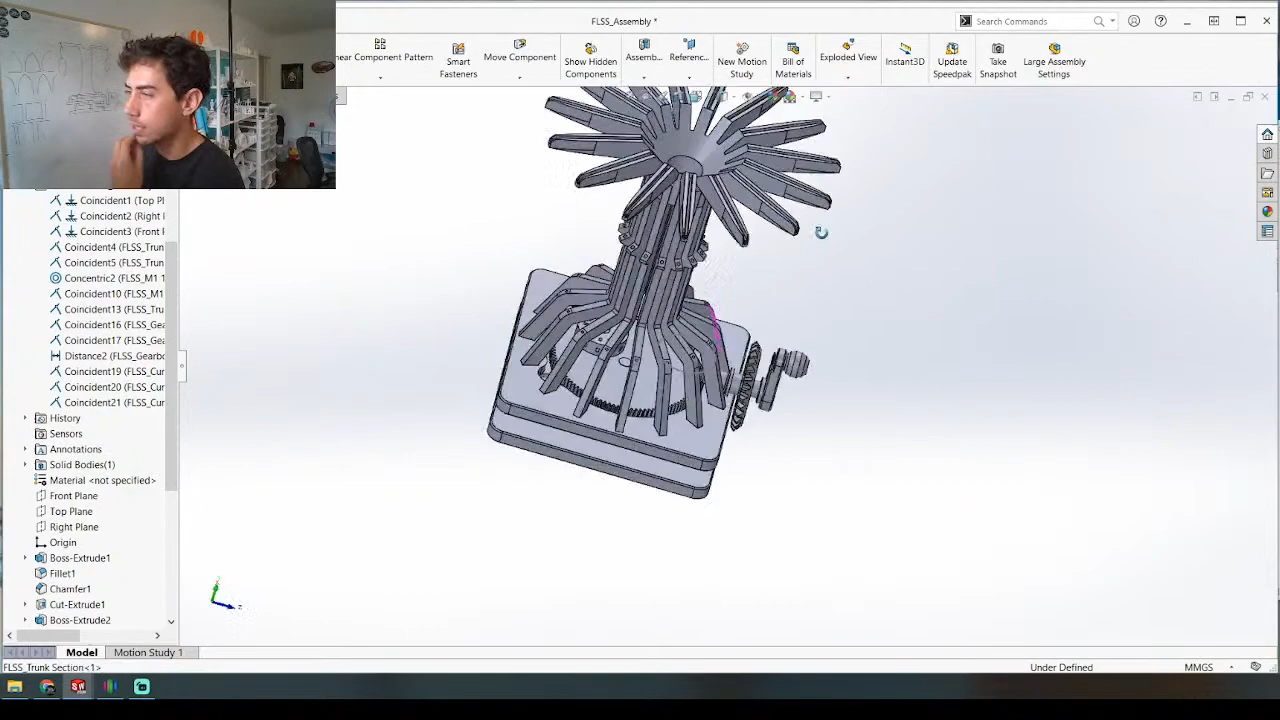 FLSS_Assembly *
Search Commands
near Component Pattern
Smart Fasteners
Move Component
Show Hidden Components
Assemb...
Referenc...
New Motion Study
Bill of Materials
Exploded View
Instant3D
Update Speedpak
Take Snapshot
Large Assembly Settings
Coincident1 (Top Pl
Coincident2 (Right I
Coincident3 (Front I
Coincident4 (FLSS_Trun
Coincident5 (FLSS_Trun
Concentric2 (FLSS_M1 1
Coincident10 (FLSS_M1
Coincident13 (FLSS_Tru
Coincident16 (FLSS_Gea
Coincident17 (FLSS_Gea
Distance2 (FLSS_Gearbo
Coincident19 (FLSS_Cur
Coincident20 (FLSS_Cur
Coincident21 (FLSS_Cur
History
Sensors
Annotations
Solid Bodies(1)
Material <not specified>
Front Plane
Top Plane
Right Plane
Origin
Boss-Extrude1
Fillet1
Chamfer1
Cut-Extrude1
Boss-Extrude2
Model
Motion Study 1
FLSS_Trunk Section<1>
Under Defined
MMGS